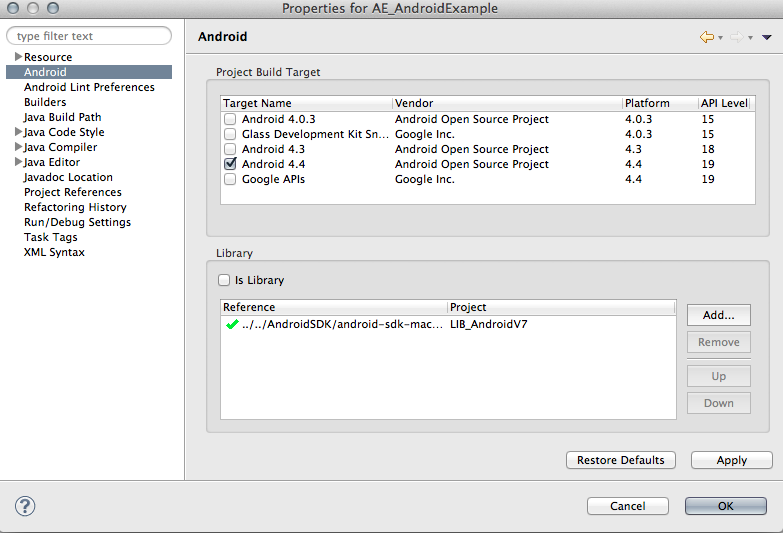 Properties for AE_AndroidExample
type filter text
Resource
Android
Android Lint Preferences
Builders
Java Build Path
Java Code Style
Java Compiler
Java Editor
Javadoc Location
Project References
Refactoring History
Run/Debug Settings
Task Tags
XML Syntax
Android
Project Build Target
Target Name Vendor Platform API Level
Android 4.0.3 Android Open Source Project 4.0.3 15
Glass Development Kit Sn... Google Inc. 4.0.3 15
Android 4.3 Android Open Source Project 4.3 18
Android 4.4 Android Open Source Project 4.4 19
Google APIs Google Inc. 4.4 19
Library
Is Library
Reference Project
../../AndroidSDK/android-sdk-mac... LIB_AndroidV7
Add...
Remove
Up
Down
Restore Defaults Apply
? Cancel OK